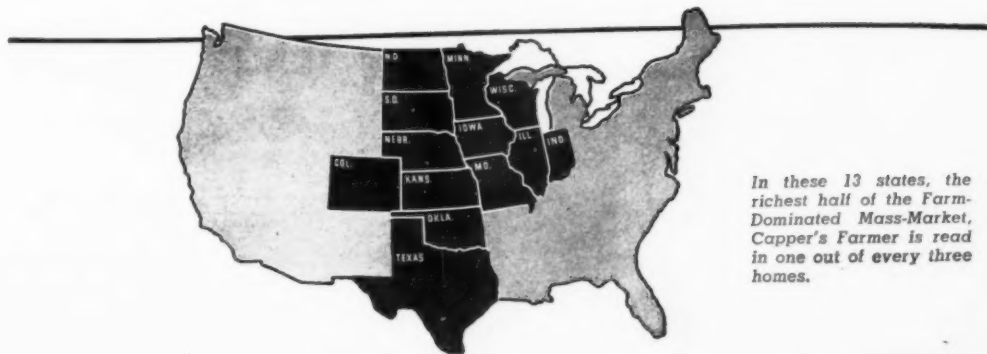 N.D.
MINN.
S.D.
WISC.
NEBR.
IOWA
ILL.
IND.
COL.
KANS.
MO.
OKLA.
TEXAS
In these 13 states, the
richest half of the Farm-
Dominated Mass-Market,
Capper's Farmer is read
in one out of every three
homes.